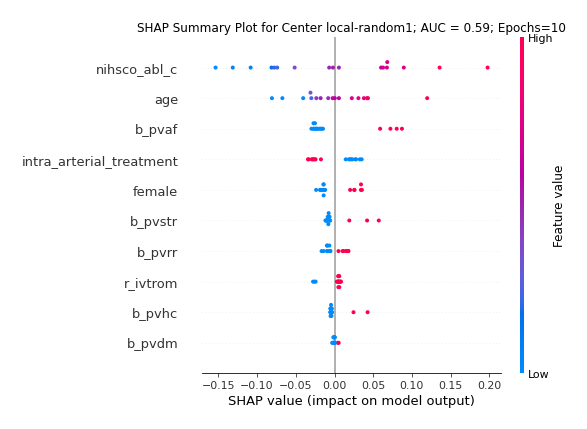 SHAP Summary Plot for Center local-random1; AUC = 0.59; Epochs=10
High
nihsco_abl_c
age
b_pvaf
intra_arterial_treatment
female
b_pvstr
b_pvrr
r_ivtrom
b_pvhc
b_pvdm
Feature value
Low
−0.15 −0.10 −0.05 0.00 0.05 0.10 0.15 0.20
SHAP value (impact on model output)